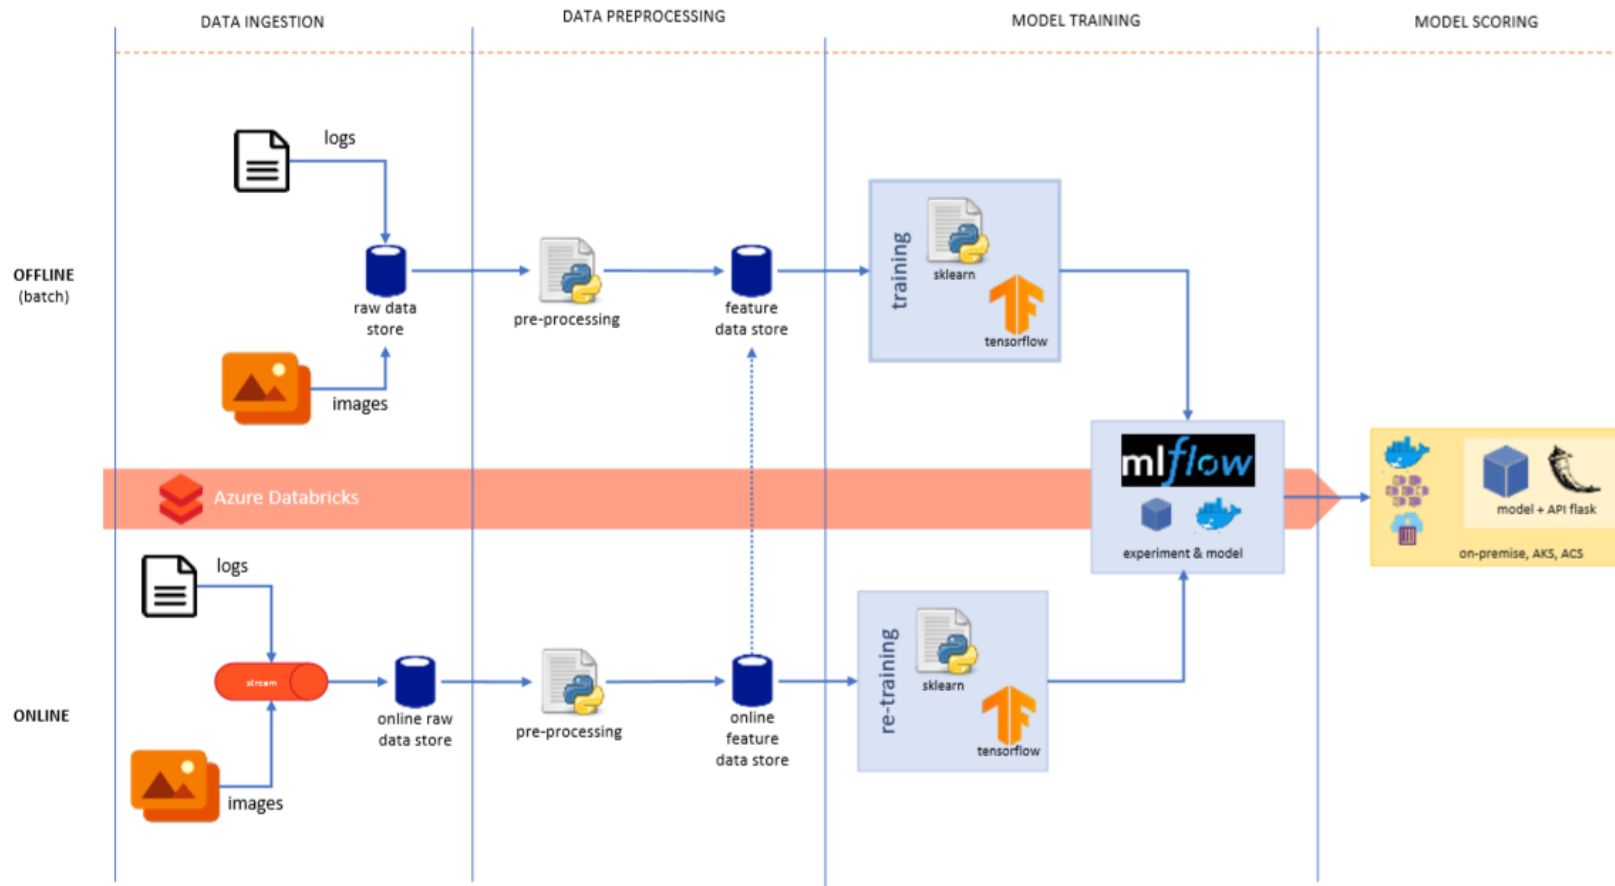 DATA INGESTION
DATA PREPROCESSING
MODEL TRAINING
MODEL SCORING
OFFLINE
(batch)
logs
images
raw data
store
pre-processing
feature
data store
training
sklearn
tensorflow
Azure Databricks
mlflow
experiment & model
model + API flask
on-premise, AKS, ACS
ONLINE
logs
images
stream
online raw
data store
pre-processing
online
feature
data store
re-training
sklearn
tensorflow